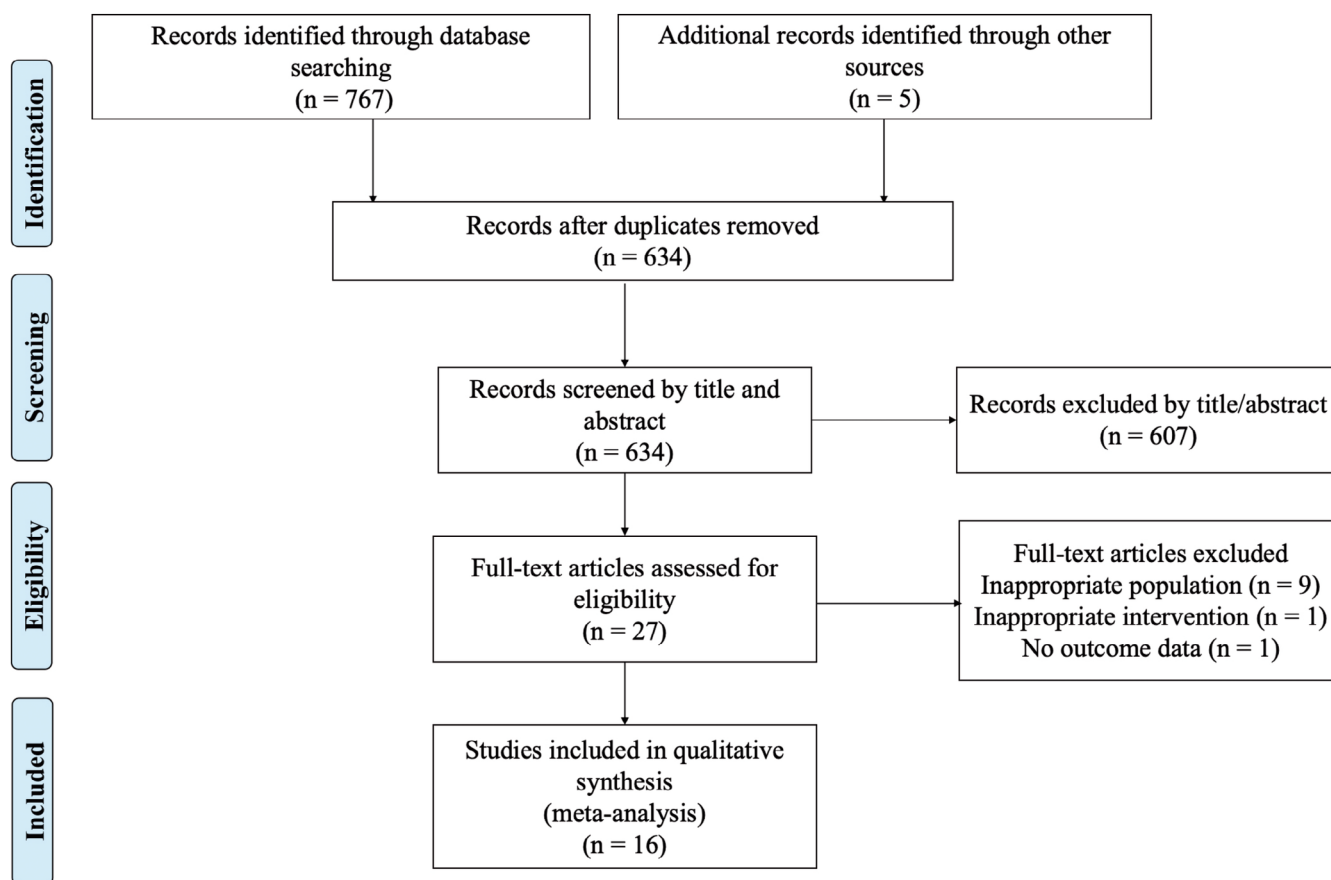 Identification
Records identified through database
searching
(n = 767)
Additional records identified through other
sources
(n = 5)
Records after duplicates removed
(n = 634)
Screening
Records screened by title and
abstract
(n = 634)
Records excluded by title/abstract
(n = 607)
Eligibility
Full-text articles assessed for
eligibility
(n = 27)
Full-text articles excluded
Inappropriate population (n = 9)
Inappropriate intervention (n = 1)
No outcome data (n = 1)
Included
Studies included in qualitative
synthesis
(meta-analysis)
(n = 16)